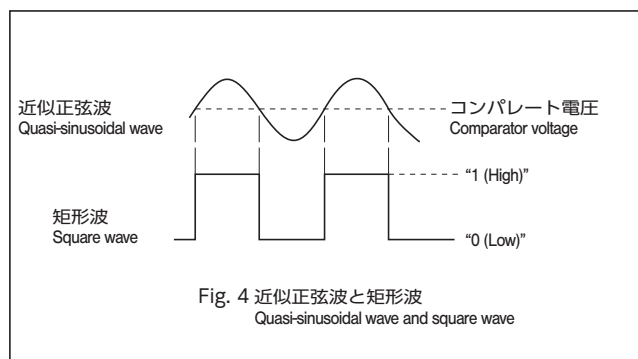 近似正弦波
Quasi-sinusoidal wave
コンパレート電圧
Comparator voltage
“1 (High)”
矩形波
Square wave
“0 (Low)”
Fig. 4 近似正弦波と矩形波
Quasi-sinusoidal wave and square wave